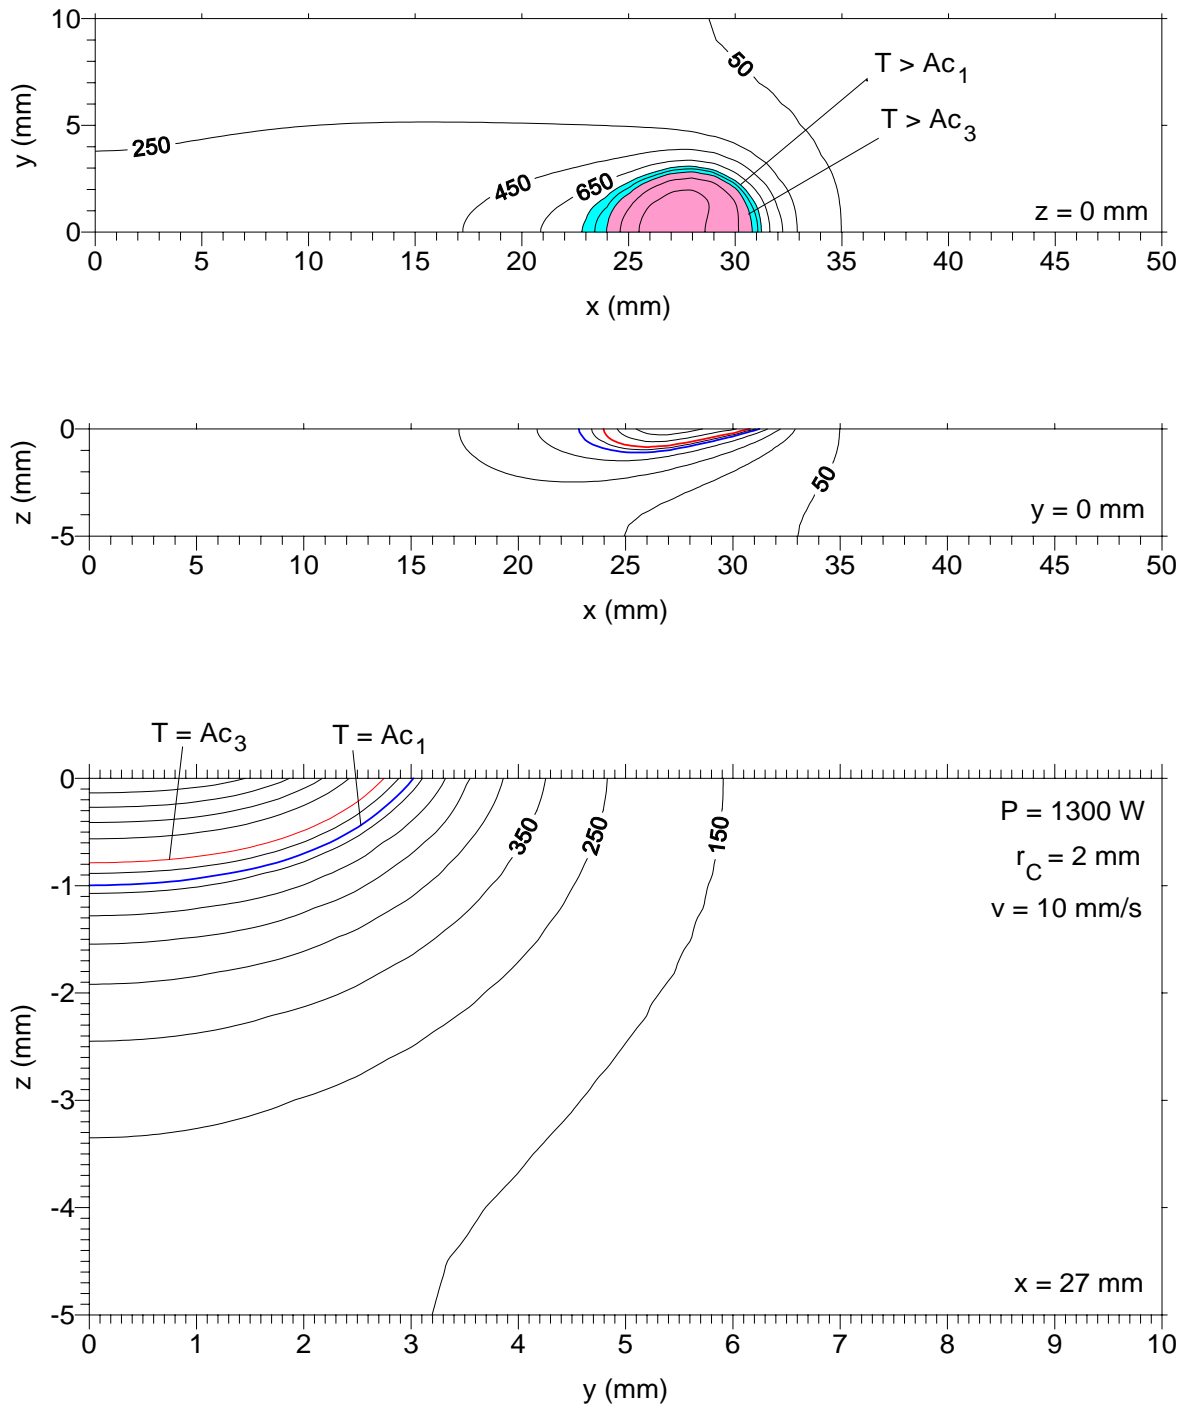 10
5
0
y (mm)
250
450
650
50
T > Ac1
T > Ac3
z = 0 mm
0 5 10 15 20 25 30 35 40 45 50
x (mm)
0
-5
z (mm)
50
y = 0 mm
0 5 10 15 20 25 30 35 40 45 50
x (mm)
T = Ac3
T = Ac1
0
-1
-2
-3
-4
-5
z (mm)
350
250
150
P = 1300 W
rC = 2 mm
v = 10 mm/s
x = 27 mm
0 1 2 3 4 5 6 7 8 9 10
y (mm)